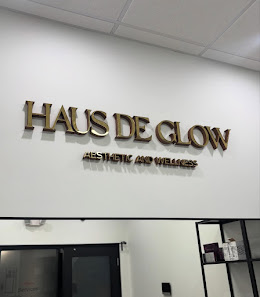 HAUS DE GLOW
AESTHETIC AND WELLNESS